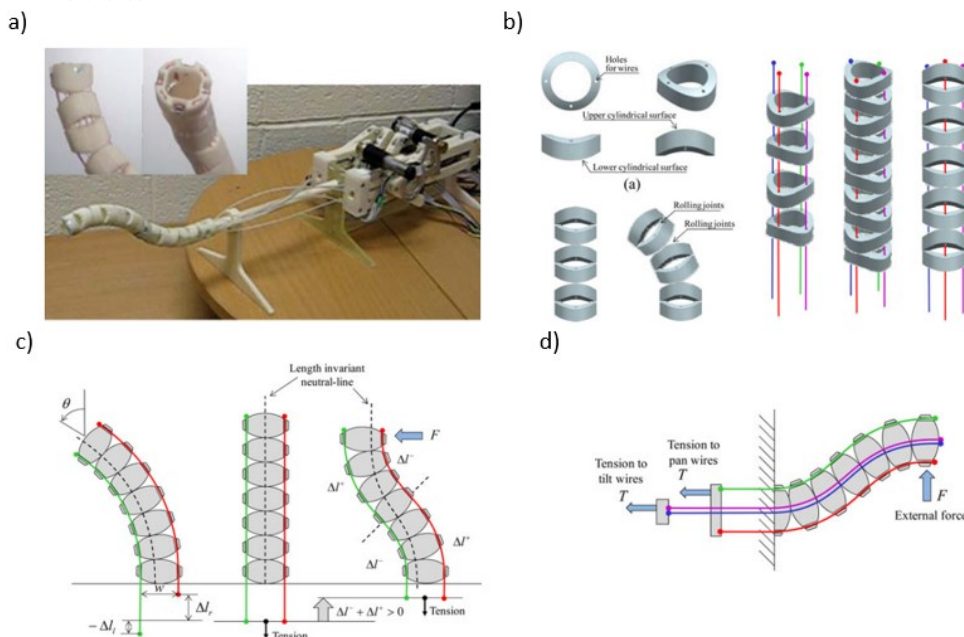 a)
b)
Holes
for wires
Upper cylindrical surface
Lower cylindrical surface
(a)
Rolling joints
Rolling joints
c)
Length invariant
neutral-line
θ
F
Δl⁻
Δl⁺
Δl⁺
Δl⁻
w
Δlᵣ
− Δlₗ
Δl⁻ + Δl⁺ > 0
Tension
Tension
d)
Tension to
tilt wires
T
Tension to
pan wires
T
F
External force